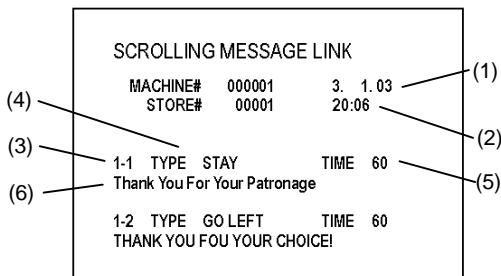 SCROLLING MESSAGE LINK
MACHINE# 000001 3. 1. 03 (1)
STORE# 00001 20:06 (2)
(4)
(3) 1-1 TYPE STAY TIME 60 (5)
(6) Thank You For Your Patronage
1-2 TYPE GO LEFT TIME 60
THANK YOU FOU YOUR CHOICE!